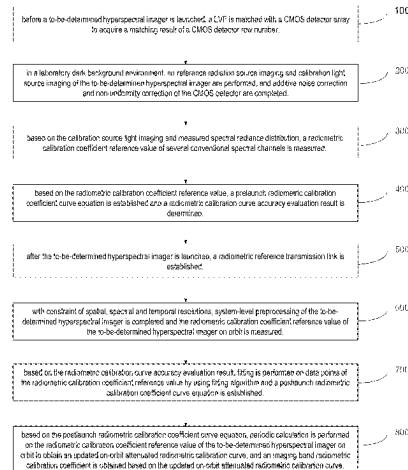 before a to-be-determined hyperspectral imager is launched, a LVF is matched with a CMOS detector array
to acquire a matching result of a CMOS detector row number.
100
in a laboratory dark background environment, no reference radiation source imaging and calibration light
source imaging of the to-be-determined hyperspectral imager are performed, and additive noise correction
and non-uniformity correction of the CMOS detector are completed.
200
based on the calibration source light imaging and measured spectral radiance distribution, a radiometric
calibration coefficient reference value of several conventional spectral channels is measured.
300
based on the radiometric calibration coefficient reference value, a prelaunch radiometric calibration
coefficient curve equation is established and a radiometric calibration curve accuracy evaluation result is
determined.
400
after the to-be-determined hyperspectral imager is launched, a radiometric reference transmission link is
established.
500
with constraint of spatial, spectral and temporal resolutions, system-level preprocessing of the to-be-
determined hyperspectral imager is completed and the radiometric calibration coefficient reference value of
the to-be-determined hyperspectral imager on orbit is measured.
600
based on the radiometric calibration curve accuracy evaluation result, fitting is performed on data points of
the radiometric calibration coefficient reference value by using fitting algorithm and a postlaunch radiometric
calibration coefficient curve equation is established.
700
based on the postlaunch radiometric calibration coefficient curve equation, periodic calculation is performed
on the radiometric calibration coefficient reference value of the to-be-determined hyperspectral imager on
orbit to obtain an updated on-orbit attenuated radiometric calibration curve, and an imaging band radiometric
calibration coefficient is obtained based on the updated on-orbit attenuated radiometric calibration curve.
800